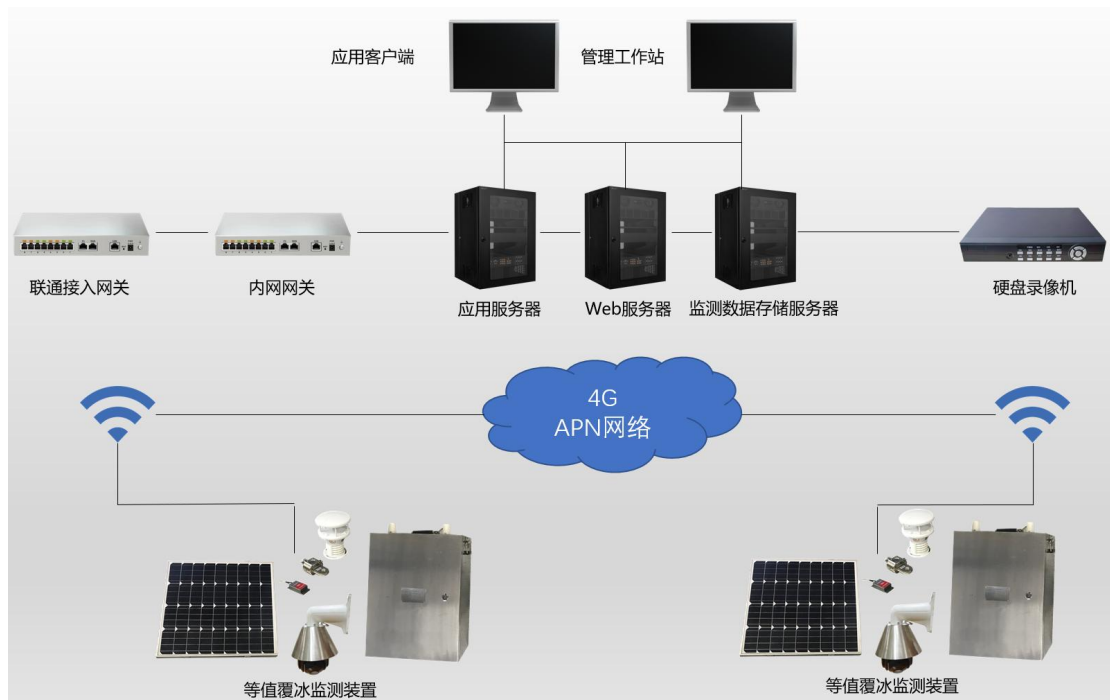 应用客户端
管理工作站
联通接入网关
内网网关
应用服务器
Web服务器
监测数据存储服务器
硬盘录像机
4G
APN网络
等值覆冰监测装置
等值覆冰监测装置